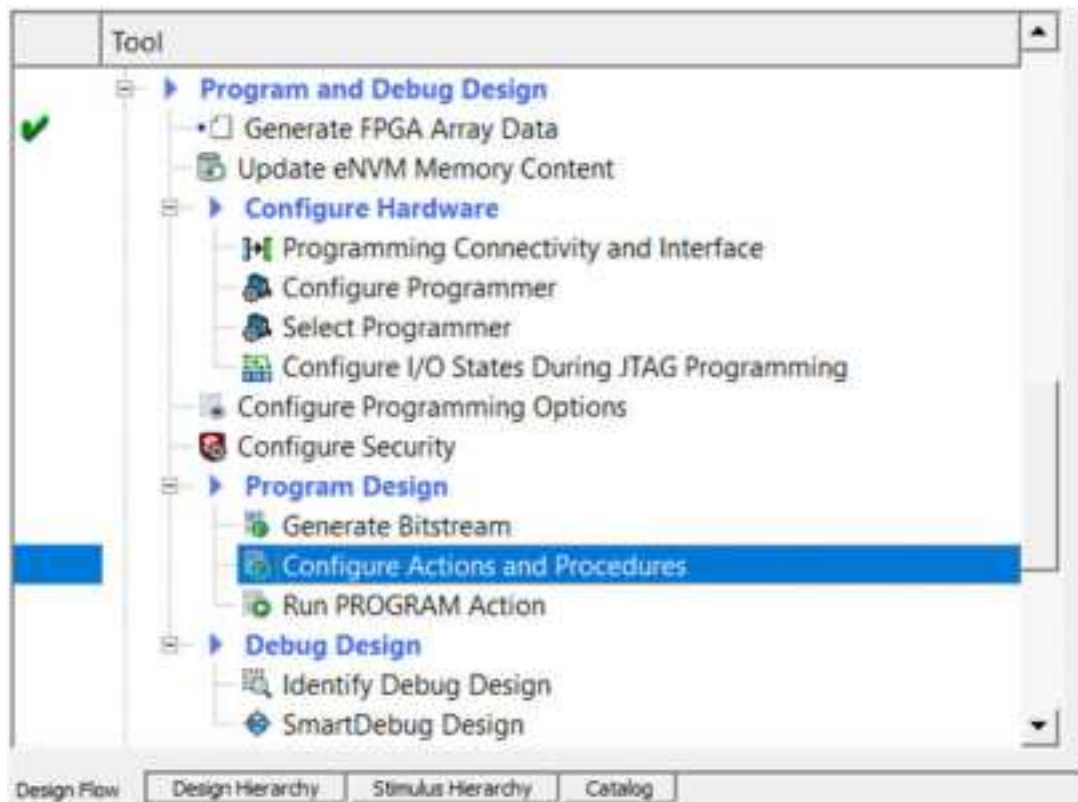 Tool
Program and Debug Design
Generate FPGA Array Data
Update eNVM Memory Content
Configure Hardware
Programming Connectivity and Interface
Configure Programmer
Select Programmer
Configure I/O States During JTAG Programming
Configure Programming Options
Configure Security
Program Design
Generate Bitstream
Configure Actions and Procedures
Run PROGRAM Action
Debug Design
Identify Debug Design
SmartDebug Design
Design Flow Design Hierarchy Stimulus Hierarchy Catalog